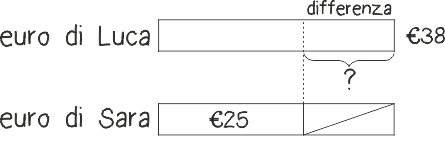 differenza
euro di Luca €38
?
euro di Sara €25